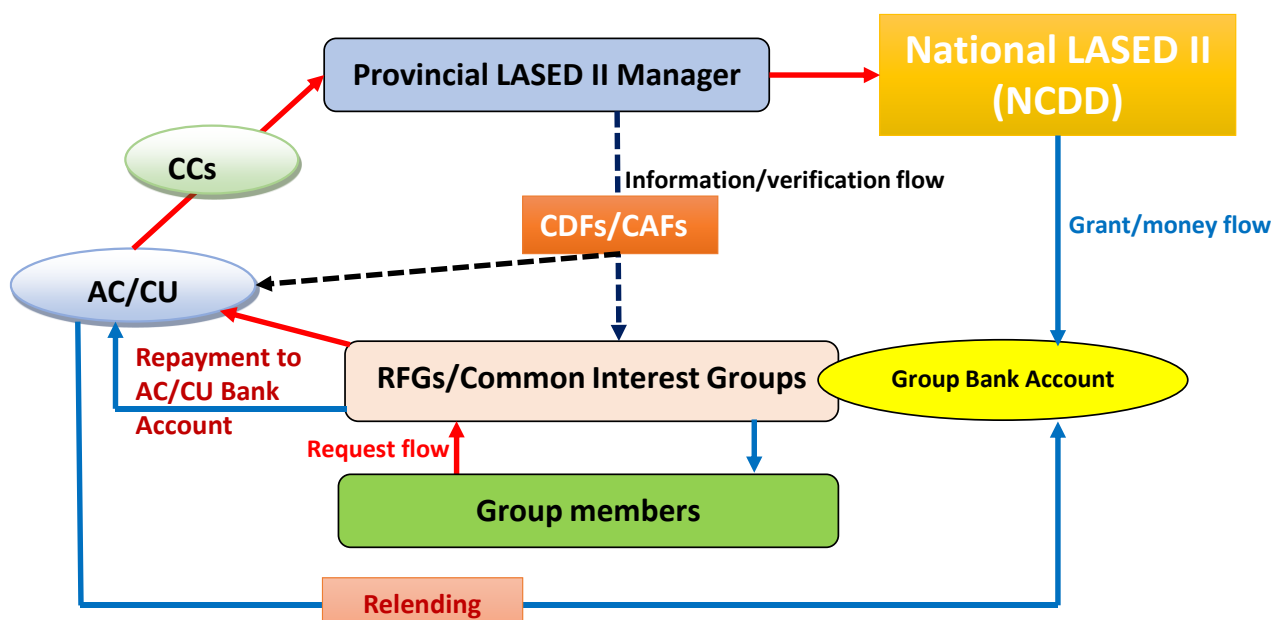 Provincial LASED II Manager
National LASED II
(NCDD)
CCs
Information/verification flow
CDFs/CAFs
Grant/money flow
AC/CU
Repayment to
AC/CU Bank
Account
RFGs/Common Interest Groups
Group Bank Account
Request flow
Group members
Relending